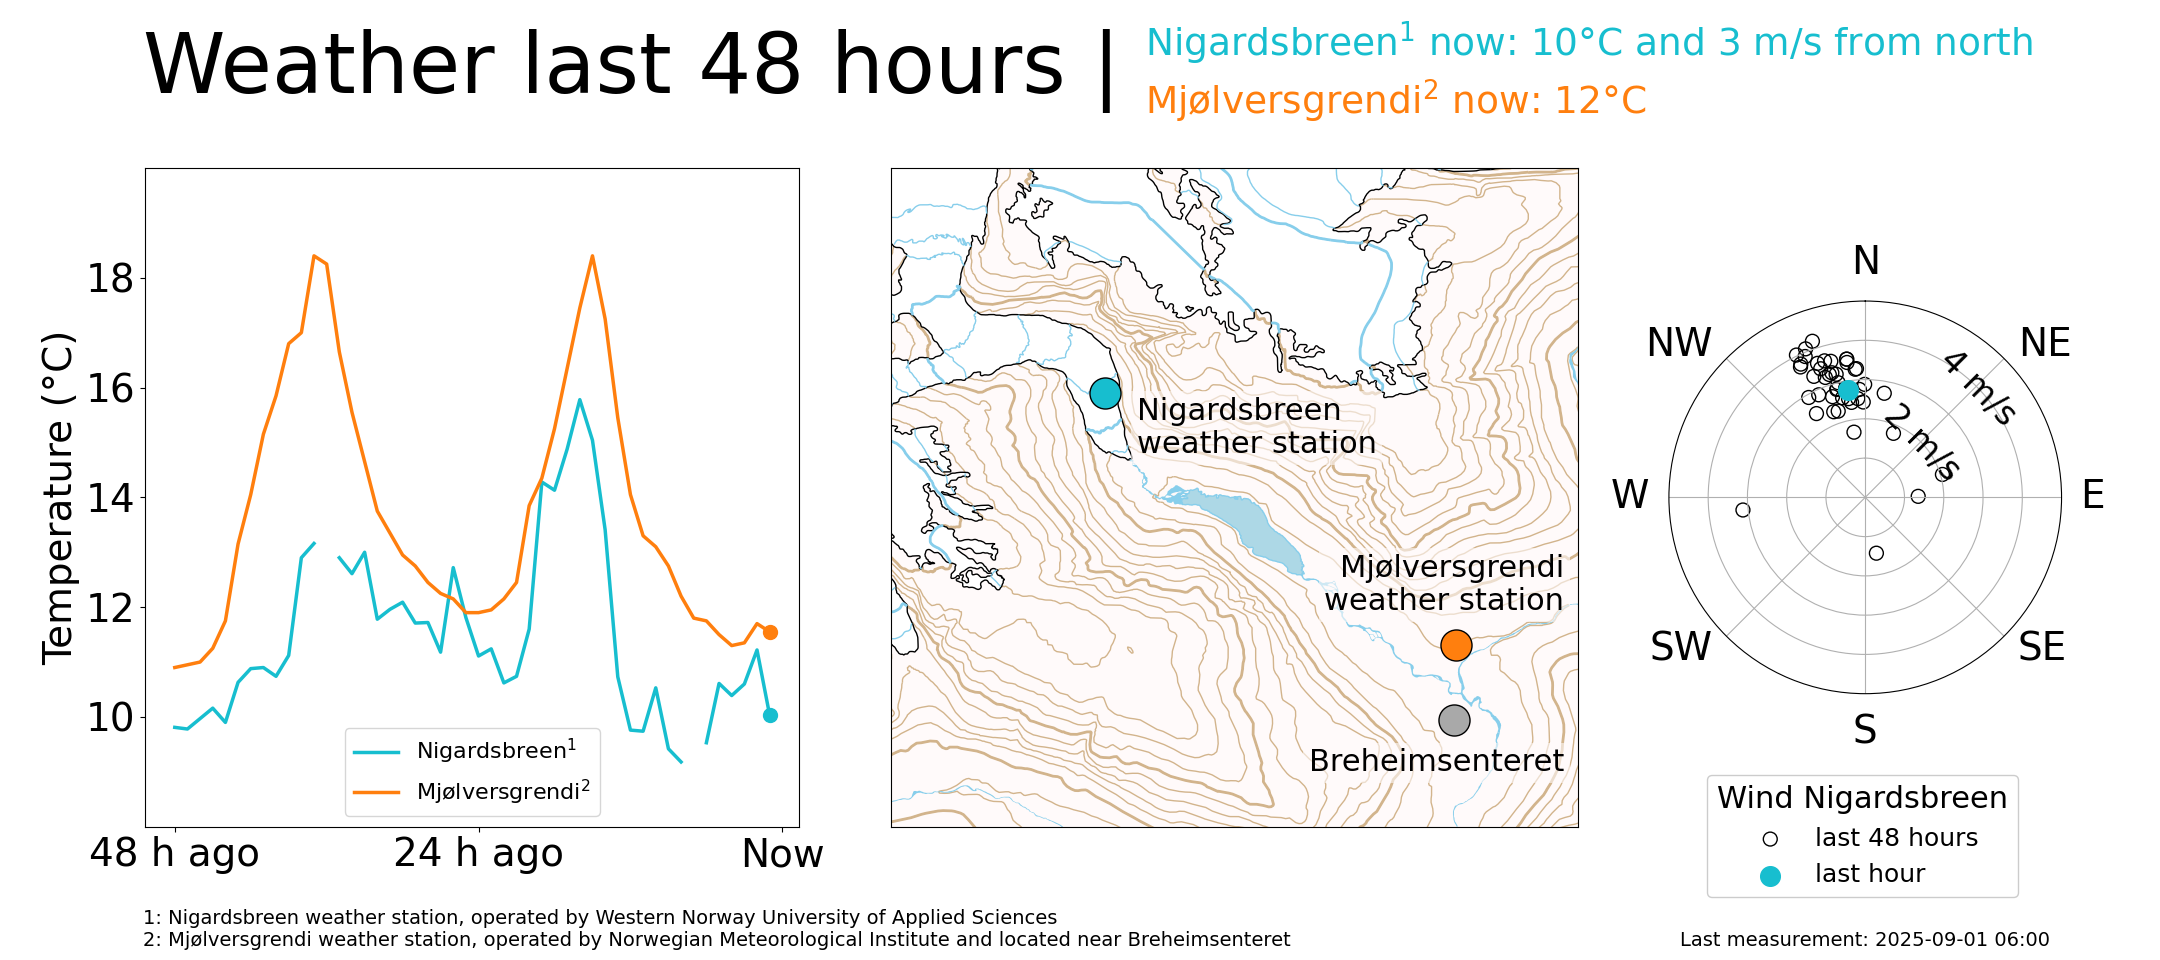 Weather last 48 hours |
Nigardsbreen¹ now: 10°C and 3 m/s from north
Mjølversgrendi² now: 12°C
Temperature (°C)
18
16
14
12
10
48 h ago
24 h ago
Now
Nigardsbreen¹
Mjølversgrendi²
Nigardsbreen
weather station
Mjølversgrendi
weather station
Breheimsenteret
N
NW
NE
4 m/s
2 m/s
W
E
SW
SE
S
Wind Nigardsbreen
last 48 hours
last hour
1: Nigardsbreen weather station, operated by Western Norway University of Applied Sciences
2: Mjølversgrendi weather station, operated by Norwegian Meteorological Institute and located near Breheimsenteret
Last measurement: 2025-09-01 06:00